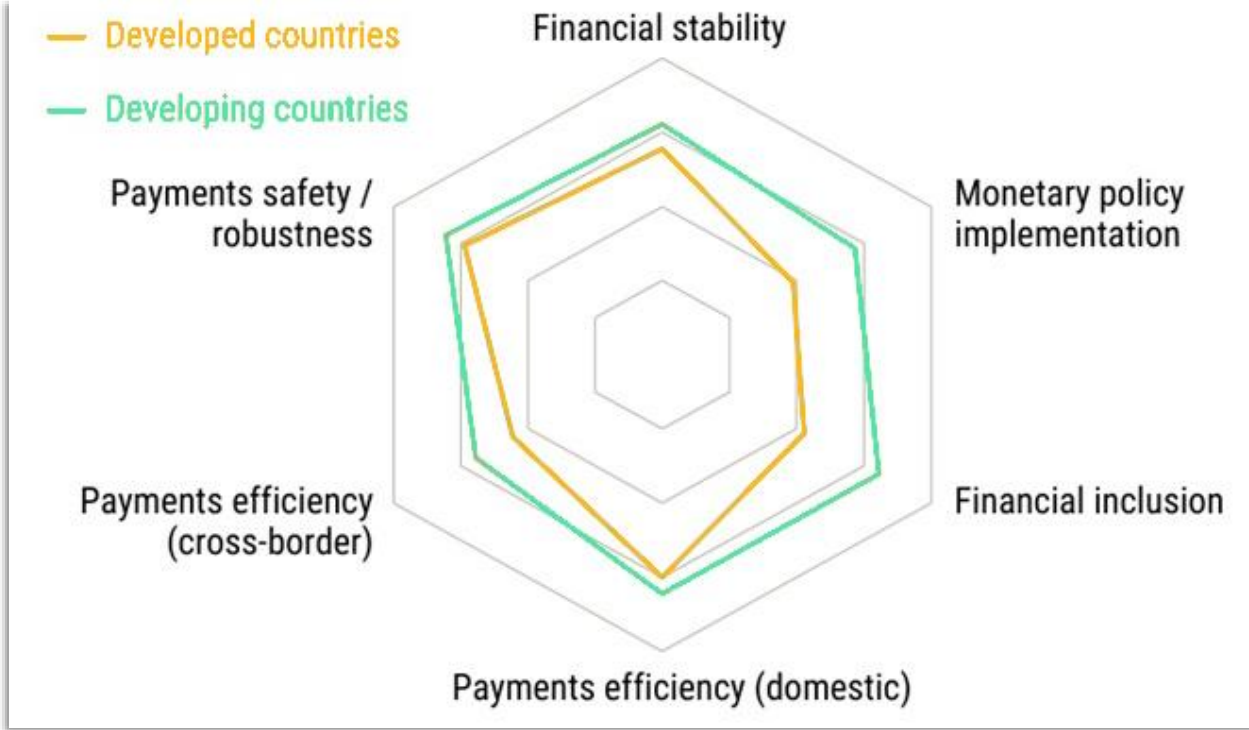 Developed countries
Developing countries
Financial stability
Payments safety /
robustness
Monetary policy
implementation
Payments efficiency
(cross-border)
Financial inclusion
Payments efficiency (domestic)